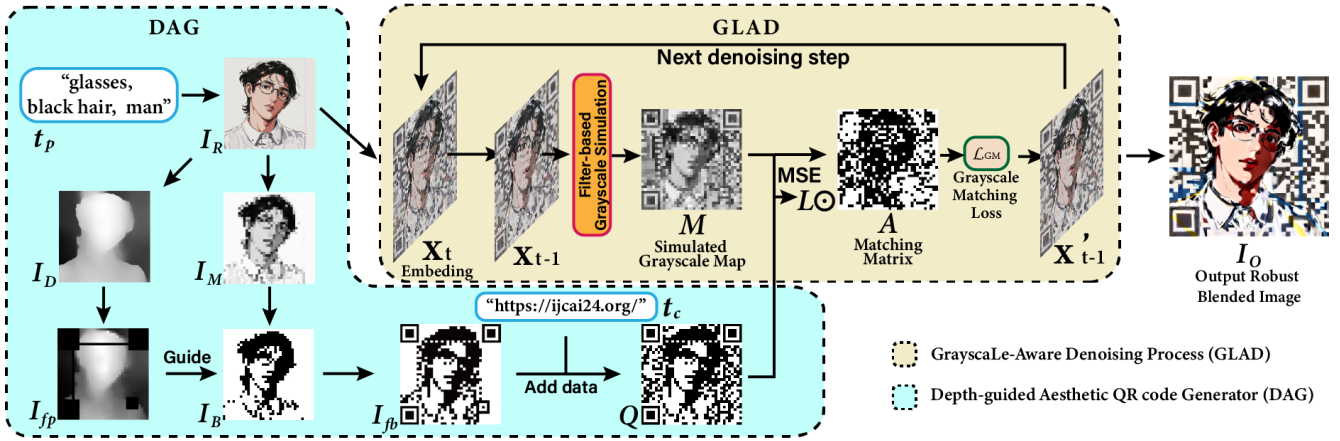 DAG
GLAD
Next denoising step
“glasses,
black hair, man”
t_p
I_R
Filter-based
Grayscale Simulation
MSE
L⊙
ℒ_GM
Grayscale
Matching
Loss
X_t
Embeding
X_t-1
M
Simulated
Grayscale Map
A
Matching
Matrix
X'_t-1
I_O
Output Robust
Blended Image
I_D
I_M
“https://ijcai24.org/”
t_c
Guide
Add data
I_fp
I_B
I_fb
Q
GrayscaLe-Aware Denoising Process (GLAD)
Depth-guided Aesthetic QR code Generator (DAG)